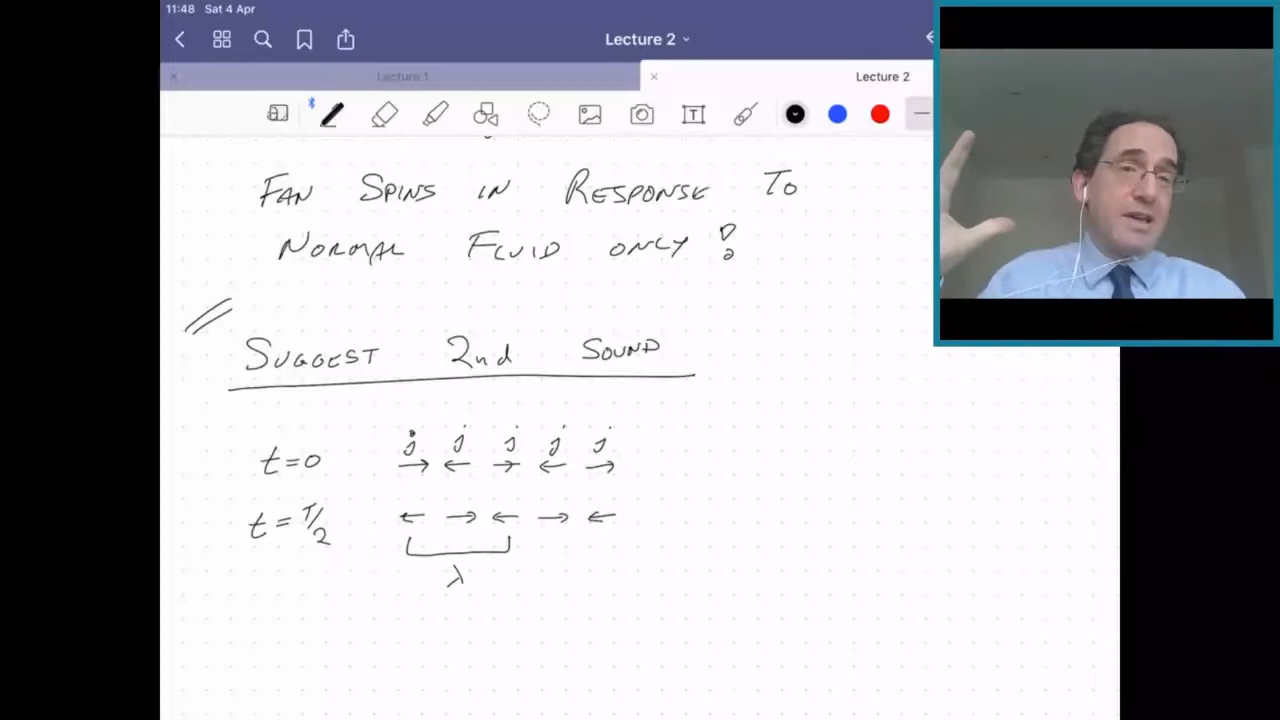 11:48 Sat 4 Apr
Lecture 2
Lecture 1
Lecture 2
T
FAN SPINS IN RESPONSE TO
NORMAL FLUID ONLY !
SUGGEST 2nd SOUND
t=0 j j j j j
→ ← → ← →
t=T/2 ← → ← → ←
λ